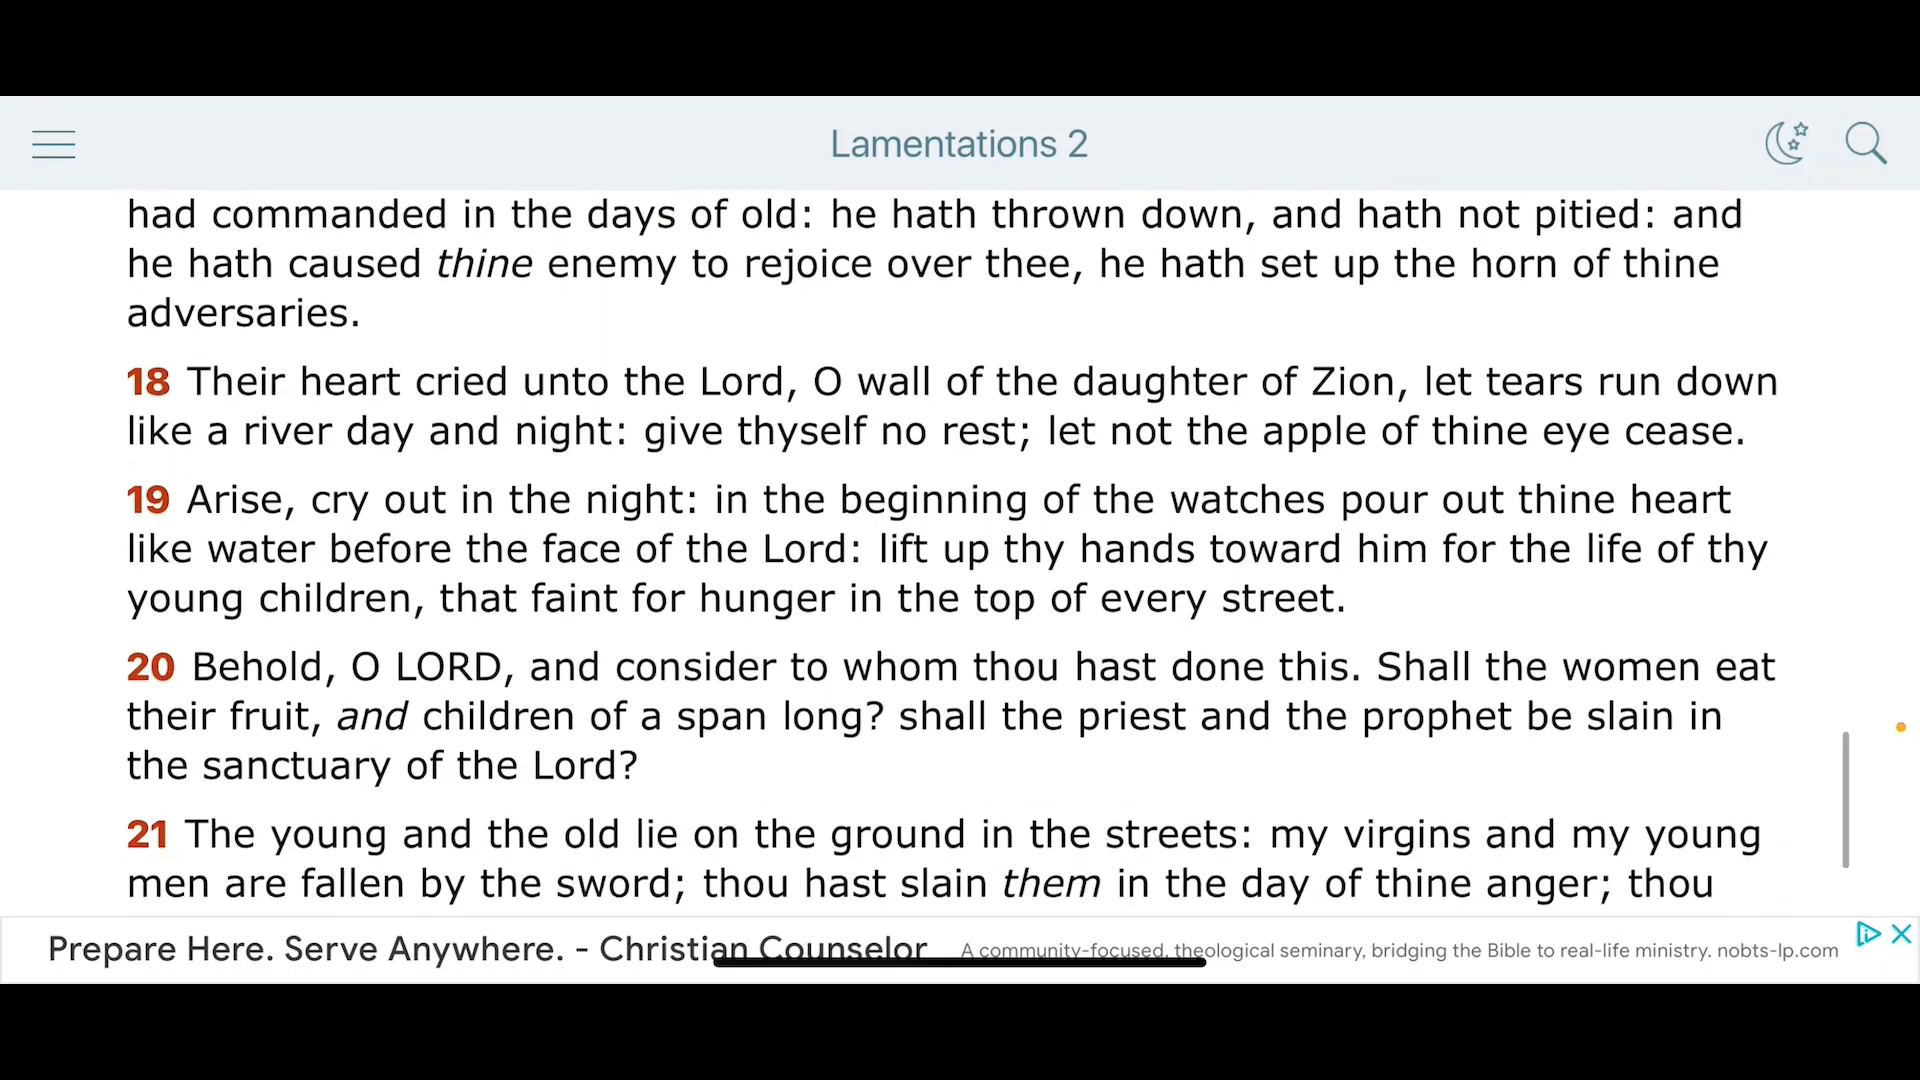 Lamentations 2
had commanded in the days of old: he hath thrown down, and hath not pitied: and
he hath caused thine enemy to rejoice over thee, he hath set up the horn of thine
adversaries.
18 Their heart cried unto the Lord, O wall of the daughter of Zion, let tears run down
like a river day and night: give thyself no rest; let not the apple of thine eye cease.
19 Arise, cry out in the night: in the beginning of the watches pour out thine heart
like water before the face of the Lord: lift up thy hands toward him for the life of thy
young children, that faint for hunger in the top of every street.
20 Behold, O LORD, and consider to whom thou hast done this. Shall the women eat
their fruit, and children of a span long? shall the priest and the prophet be slain in
the sanctuary of the Lord?
21 The young and the old lie on the ground in the streets: my virgins and my young
men are fallen by the sword; thou hast slain them in the day of thine anger; thou
Prepare Here. Serve Anywhere. - Christian Counselor
A community-focused, theological seminary, bridging the Bible to real-life ministry. nobts-lp.com